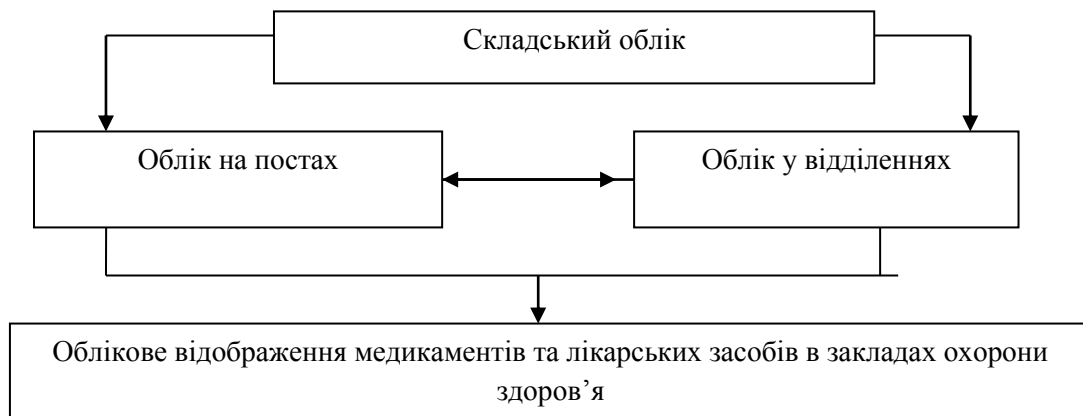 Складський облік
Облік на постах
Облік у відділеннях
Облікове відображення медикаментів та лікарських засобів в закладах охорони
здоров’я